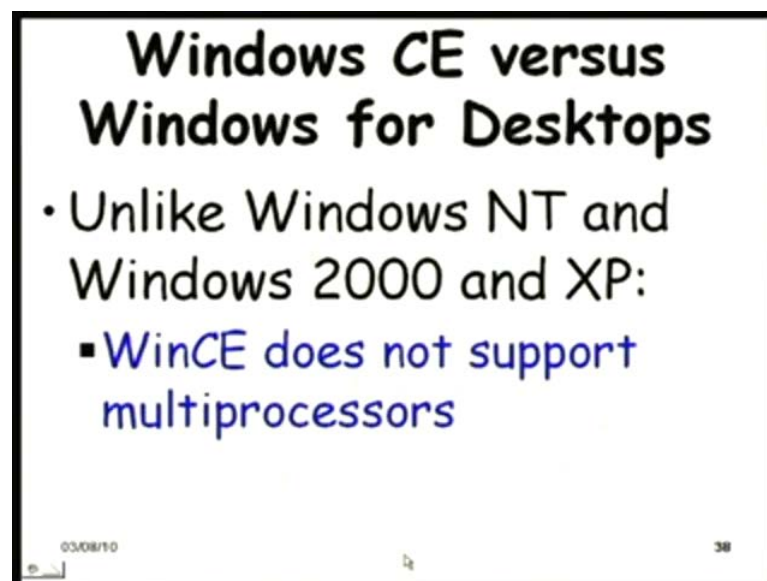 Windows CE versus
Windows for Desktops
• Unlike Windows NT and
Windows 2000 and XP:
▪ WinCE does not support
multiprocessors
03/08/10
38